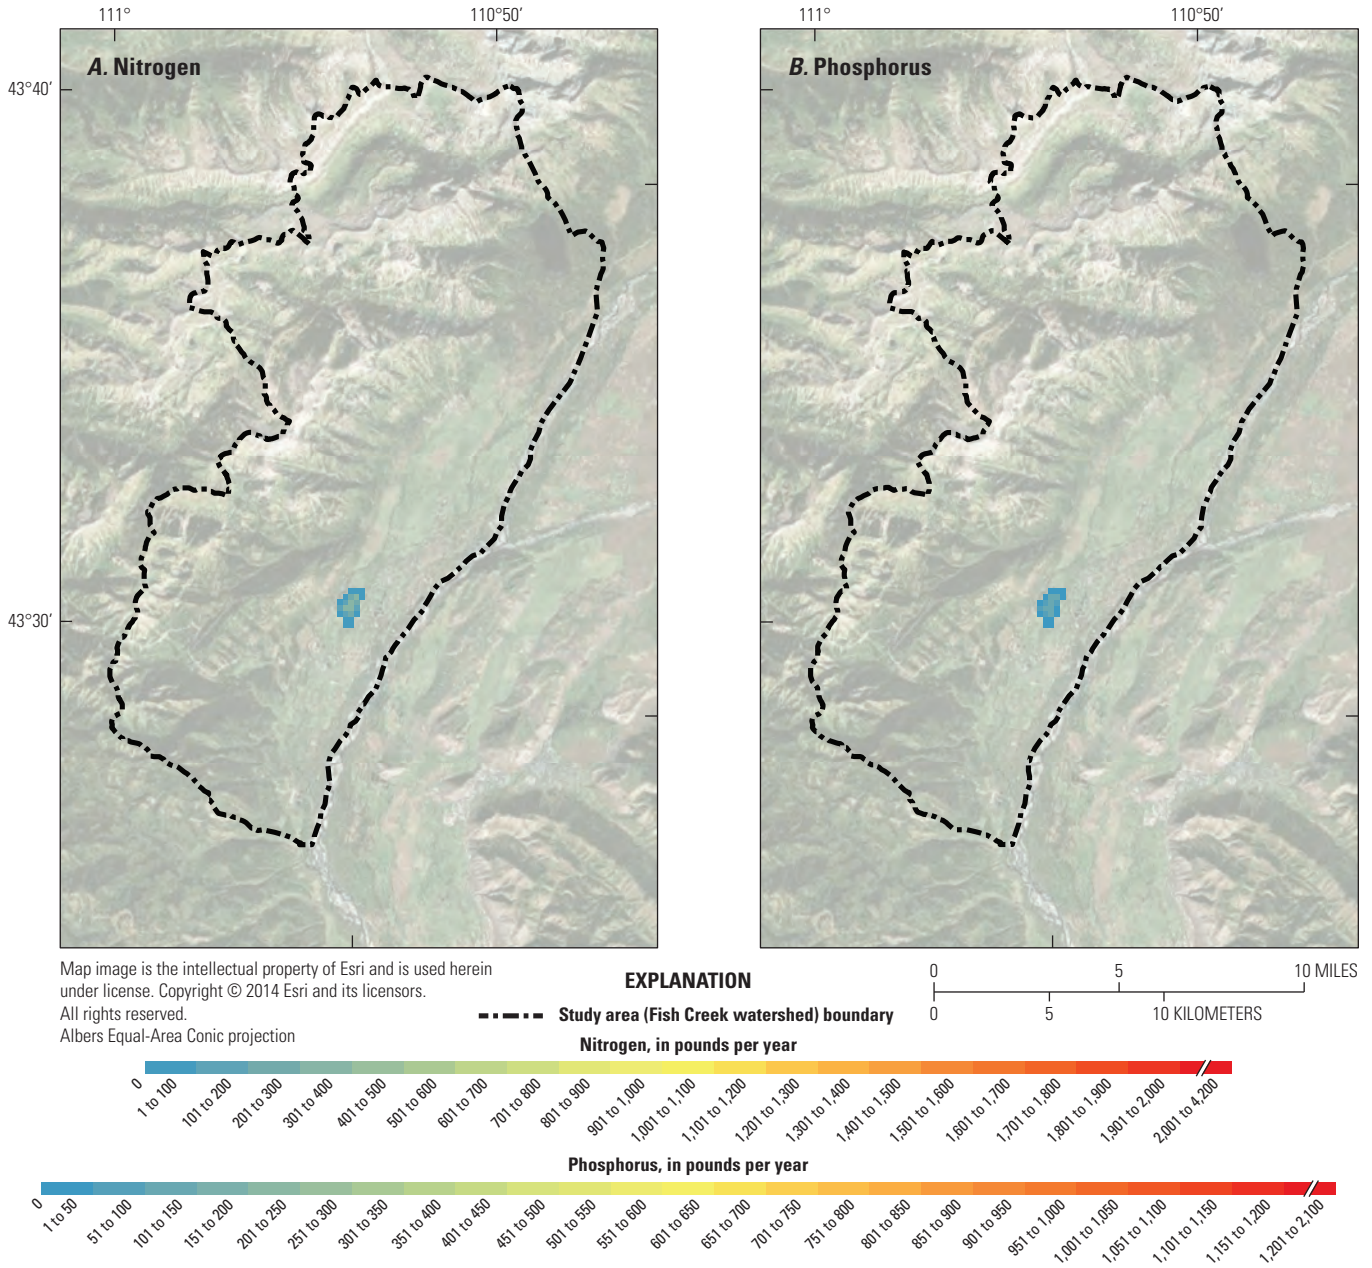 111°
110°50’
111°
110°50’
A. Nitrogen
B. Phosphorus
43°40’
43°30’
Map image is the intellectual property of Esri and is used herein
under license. Copyright © 2014 Esri and its licensors.
All rights reserved.
Albers Equal-Area Conic projection
EXPLANATION
Study area (Fish Creek watershed) boundary
0 5 10 MILES
0 5 10 KILOMETERS
Nitrogen, in pounds per year
0
1 to 100
101 to 200
201 to 300
301 to 400
401 to 500
501 to 600
601 to 700
701 to 800
801 to 900
901 to 1,000
1,001 to 1,100
1,101 to 1,200
1,201 to 1,300
1,301 to 1,400
1,401 to 1,500
1,501 to 1,600
1,601 to 1,700
1,701 to 1,800
1,801 to 1,900
1,901 to 2,000
2,001 to 4,200
Phosphorus, in pounds per year
0
1 to 50
51 to 100
101 to 150
151 to 200
201 to 250
251 to 300
301 to 350
351 to 400
401 to 450
451 to 500
501 to 550
551 to 600
601 to 650
651 to 700
701 to 750
751 to 800
801 to 850
851 to 900
901 to 950
951 to 1,000
1,001 to 1,050
1,051 to 1,100
1,101 to 1,150
1,151 to 1,200
1,201 to 2,100